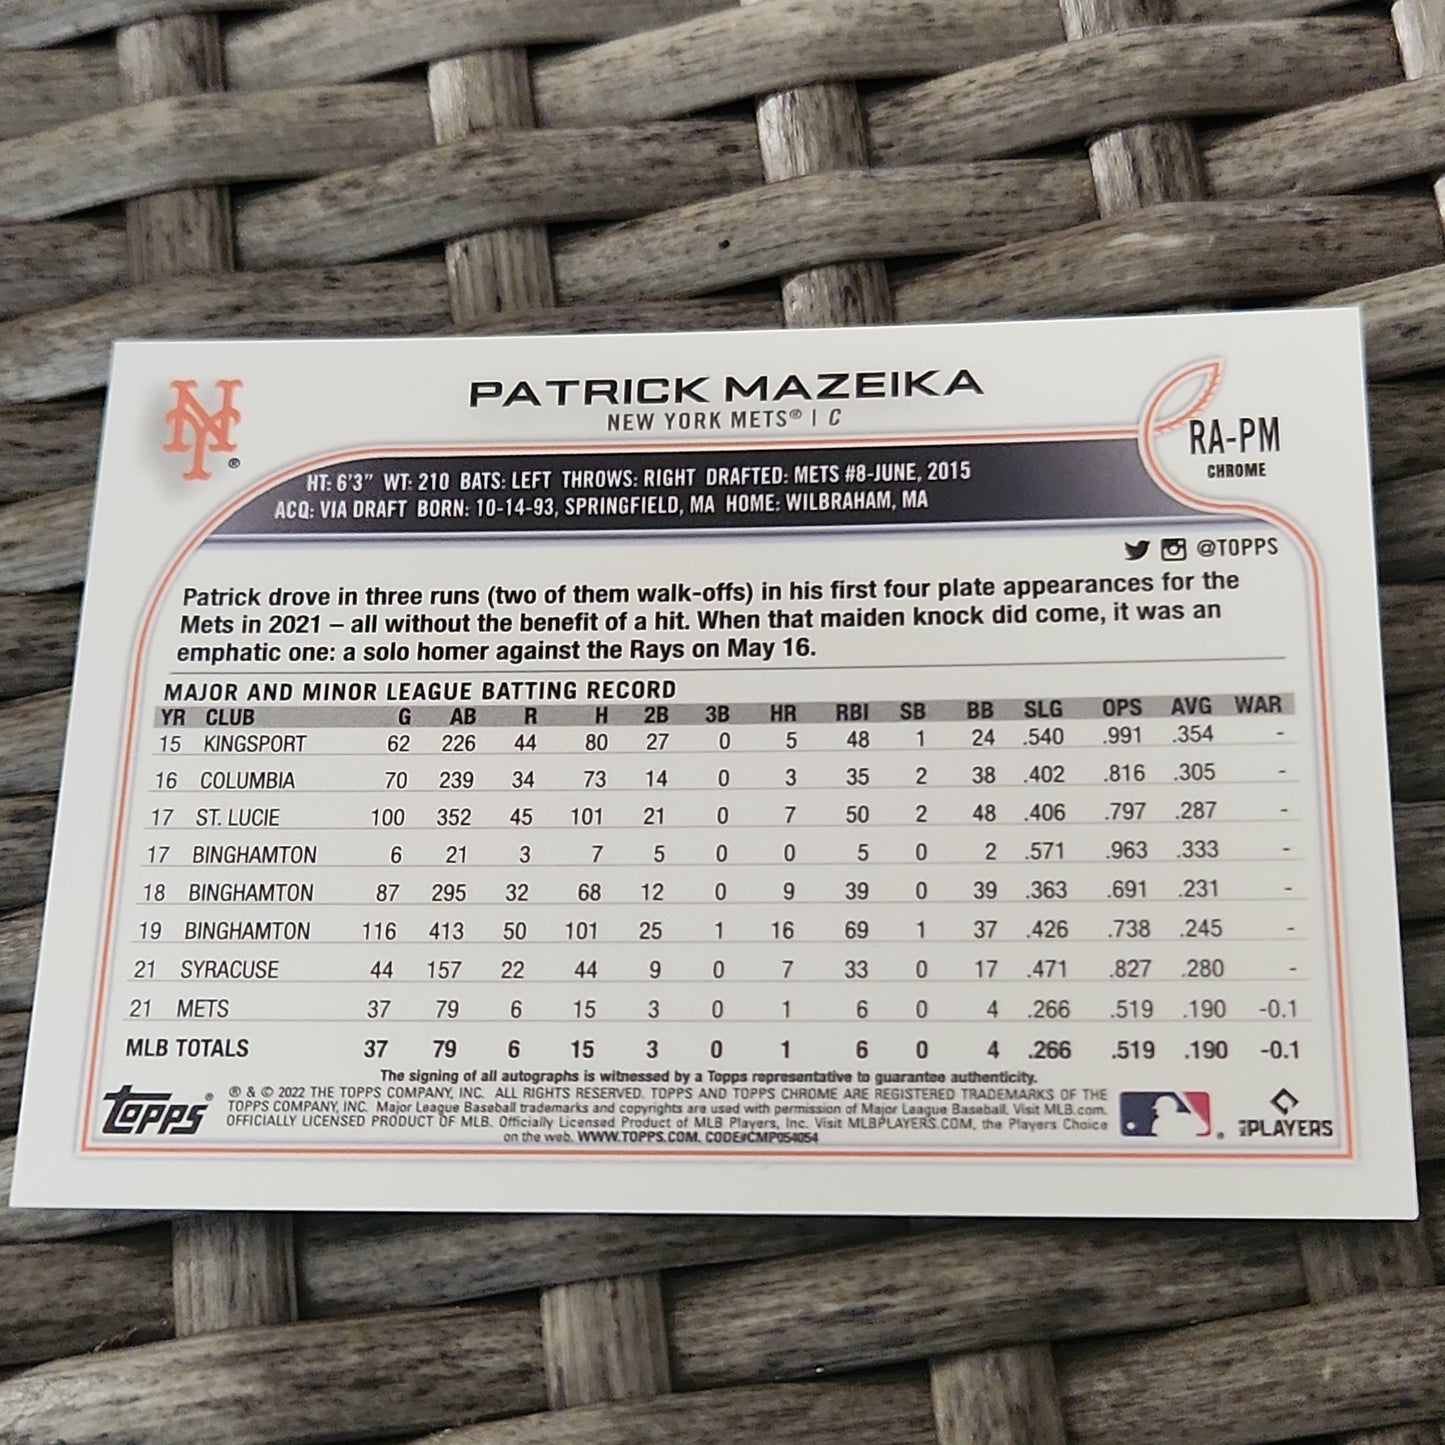 NY®
PATRICK MAZEIKA
NEW YORK METS® | C
RA-PM
CHROME
HT: 6'3" WT: 210 BATS: LEFT THROWS: RIGHT DRAFTED: METS #8-JUNE, 2015
ACQ: VIA DRAFT BORN: 10-14-93, SPRINGFIELD, MA HOME: WILBRAHAM, MA
@TOPPS
Patrick drove in three runs (two of them walk-offs) in his first four plate appearances for the
Mets in 2021 – all without the benefit of a hit. When that maiden knock did come, it was an
emphatic one: a solo homer against the Rays on May 16.
MAJOR AND MINOR LEAGUE BATTING RECORD
YR CLUB G AB R H 2B 3B HR RBI SB BB SLG OPS AVG WAR
15 KINGSPORT 62 226 44 80 27 0 5 48 1 24 .540 .991 .354 -
16 COLUMBIA 70 239 34 73 14 0 3 35 2 38 .402 .816 .305 -
17 ST. LUCIE 100 352 45 101 21 0 7 50 2 48 .406 .797 .287 -
17 BINGHAMTON 6 21 3 7 5 0 0 5 0 2 .571 .963 .333 -
18 BINGHAMTON 87 295 32 68 12 0 9 39 0 39 .363 .691 .231 -
19 BINGHAMTON 116 413 50 101 25 1 16 69 1 37 .426 .738 .245 -
21 SYRACUSE 44 157 22 44 9 0 7 33 0 17 .471 .827 .280 -
21 METS 37 79 6 15 3 0 1 6 0 4 .266 .519 .190 -0.1
MLB TOTALS 37 79 6 15 3 0 1 6 0 4 .266 .519 .190 -0.1
The signing of all autographs is witnessed by a Topps representative to guarantee authenticity.
Topps®
® & © 2022 THE TOPPS COMPANY, INC. ALL RIGHTS RESERVED. TOPPS AND TOPPS CHROME ARE REGISTERED TRADEMARKS OF THE
TOPPS COMPANY, INC. Major League Baseball trademarks and copyrights are used with permission of Major League Baseball. Visit MLB.com.
OFFICIALLY LICENSED PRODUCT OF MLB. Officially Licensed Product of MLB Players, Inc. Visit MLBPLAYERS.COM, the Players Choice
on the web. WWW.TOPPS.COM. CODE#CMP054054
MLB PLAYERS